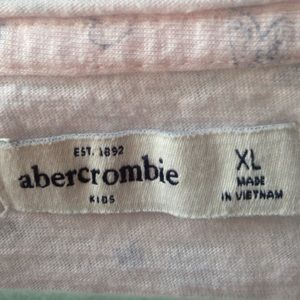 EST. 1892
abercrombie
KIDS
XL
MADE
IN VIETNAM